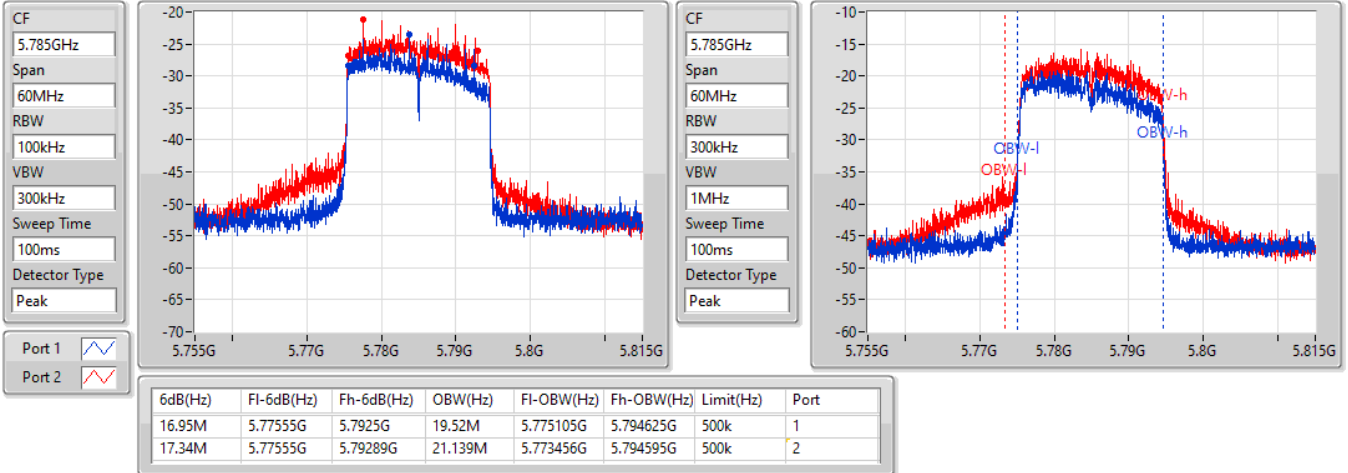 CF
5.785GHz
Span
60MHz
RBW
100kHz
VBW
300kHz
Sweep Time
100ms
Detector Type
Peak
Port 1
Port 2
-20
-25
-30
-35
-40
-45
-50
-55
-60
-65
-70
5.755G 5.77G 5.78G 5.79G 5.8G 5.815G
CF
5.785GHz
Span
60MHz
RBW
300kHz
VBW
1MHz
Sweep Time
100ms
Detector Type
Peak
-10
-15
-20
-25
-30
-35
-40
-45
-50
-55
-60
OBW-h
OBW-h
OBW-l
OBW-l
5.755G 5.77G 5.78G 5.79G 5.8G 5.815G
6dB(Hz) Fl-6dB(Hz) Fh-6dB(Hz) OBW(Hz) Fl-OBW(Hz) Fh-OBW(Hz) Limit(Hz) Port
16.95M 5.77555G 5.7925G 19.52M 5.775105G 5.794625G 500k 1
17.34M 5.77555G 5.79289G 21.139M 5.773456G 5.794595G 500k 2